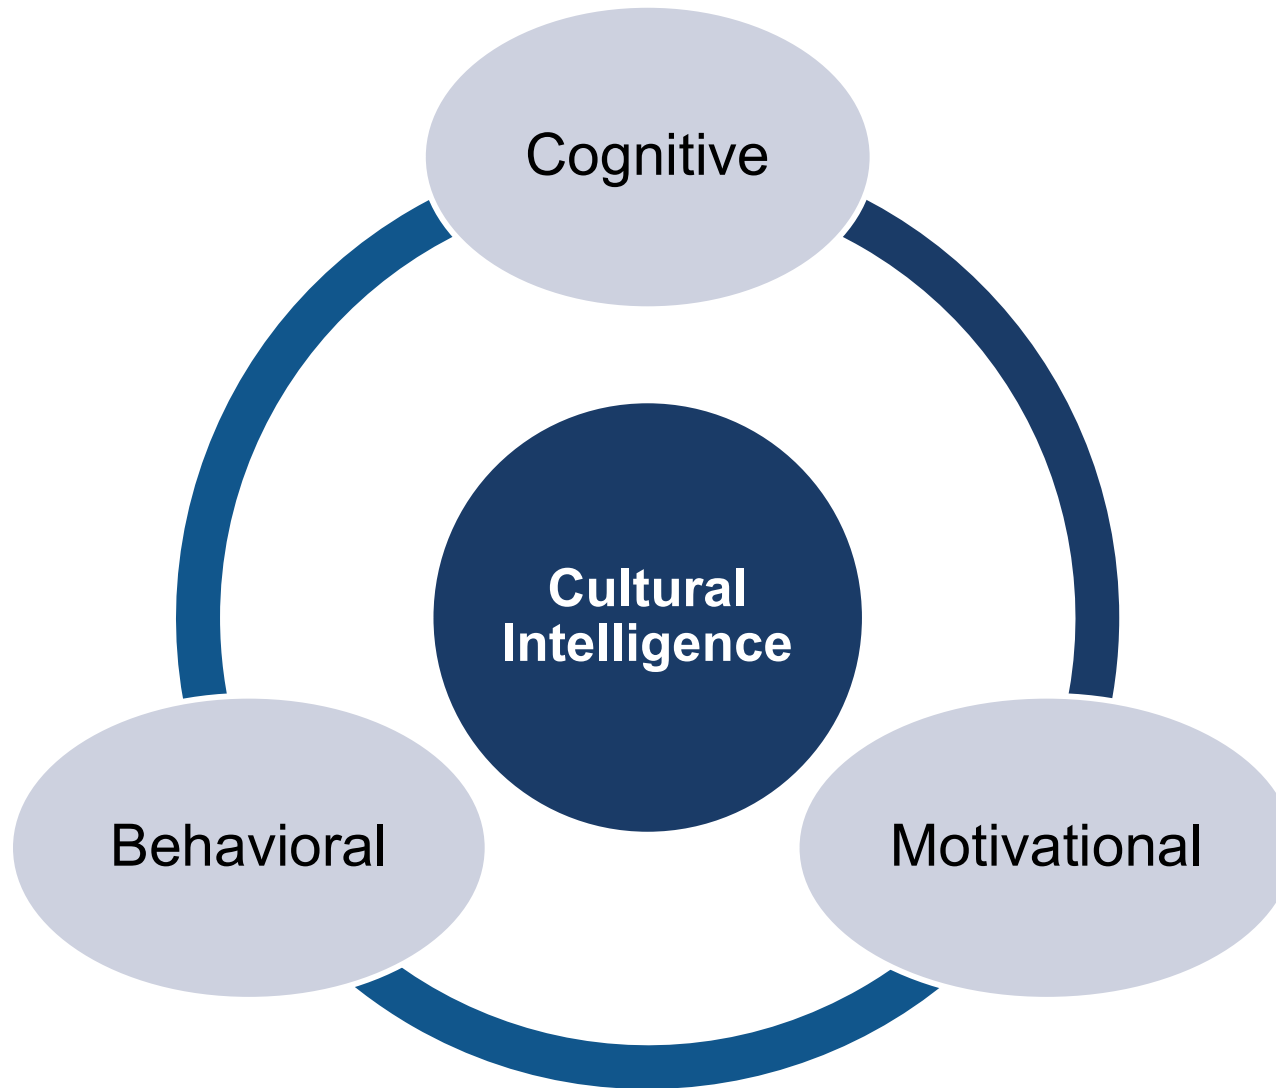 Cognitive
Cultural
Intelligence
Behavioral
Motivational